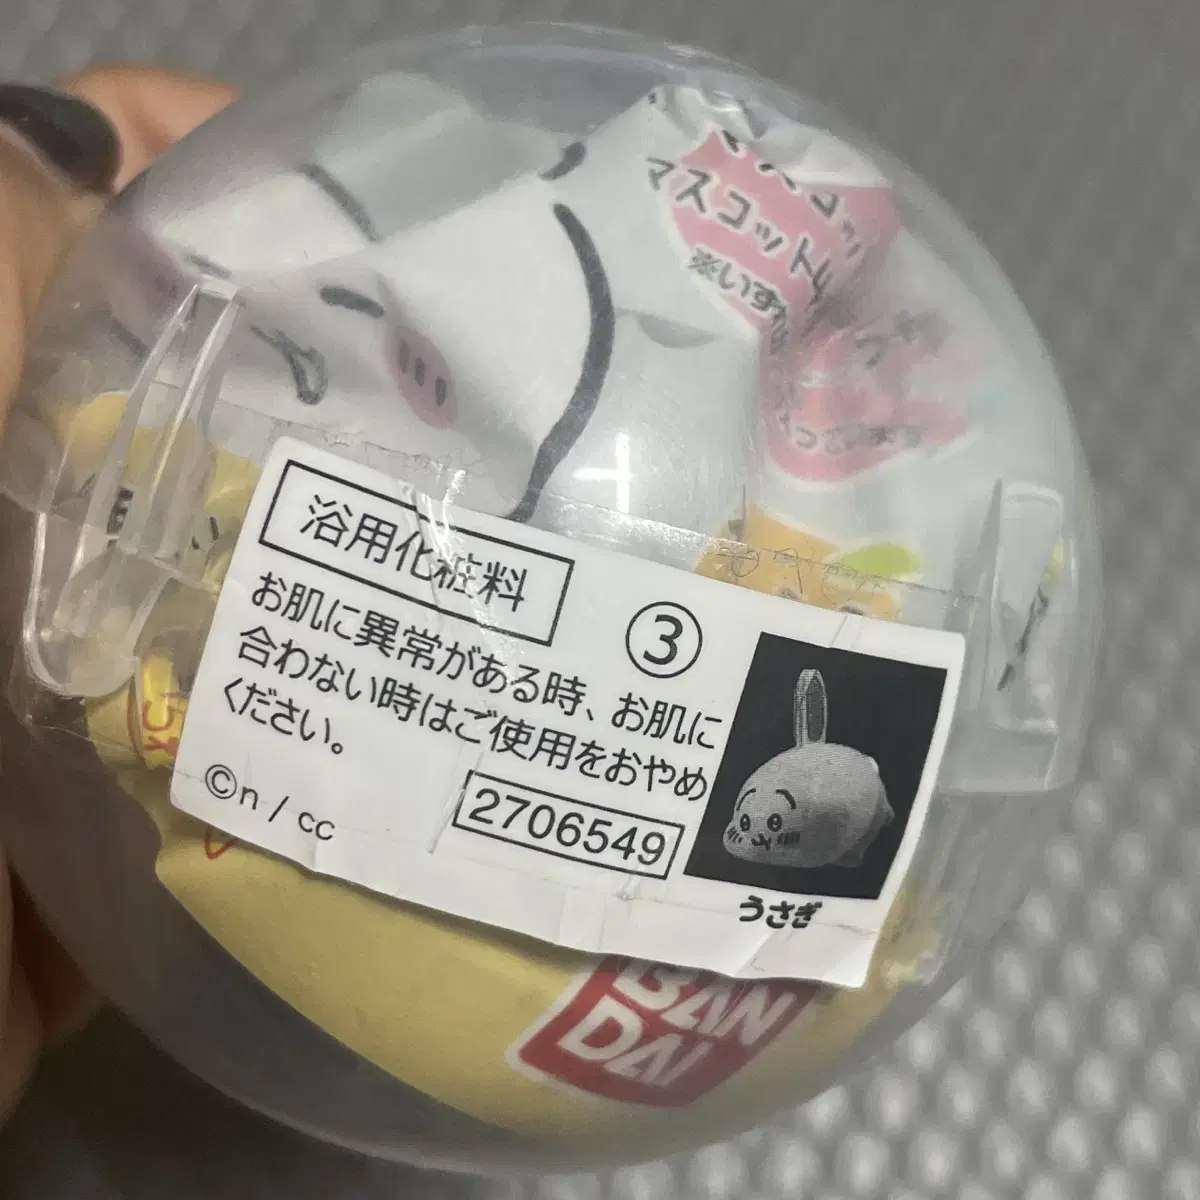 マスコット
※いず
浴用化粧料
③
お肌に異常がある時、お肌に
合わない時はご使用をおやめ
ください。
©n / cc
2706549
うさぎ
BAN
DAI